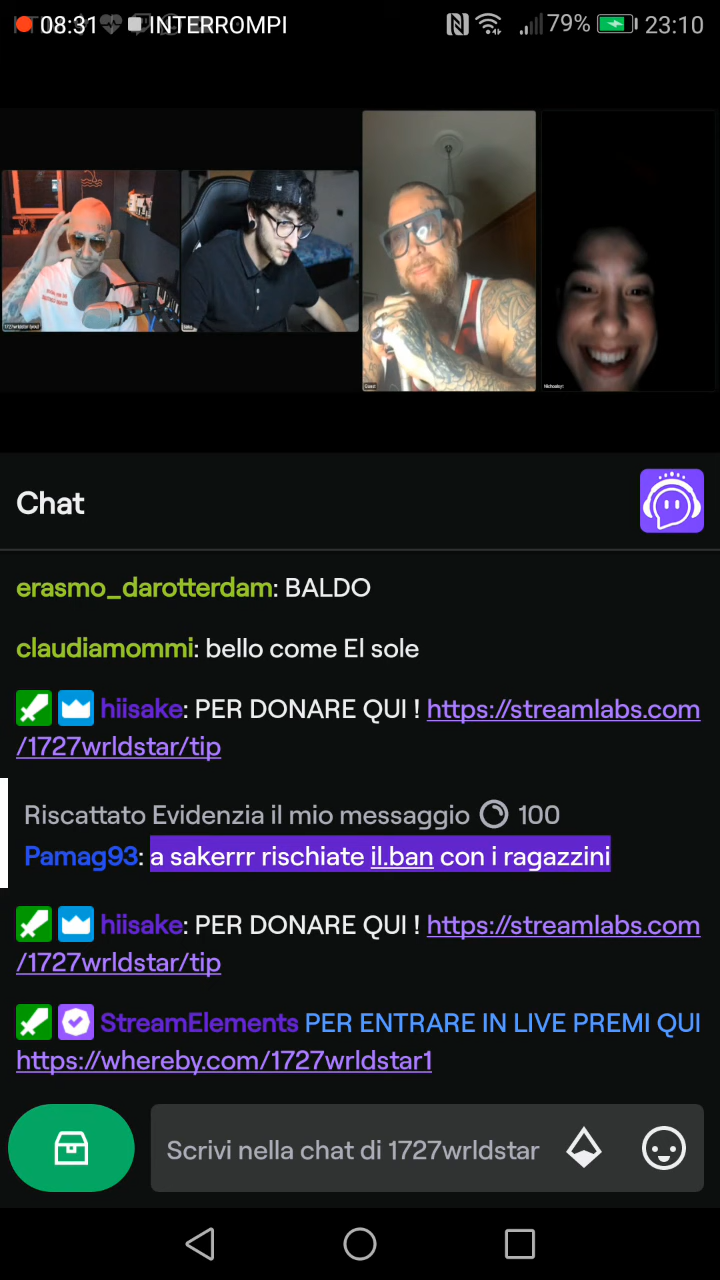 08:31 INTERROMPI 79% 23:10
Chat
erasmo_darotterdam: BALDO
claudiamommi: bello come El sole
hiisake: PER DONARE QUI ! https://streamlabs.com
/1727wrldstar/tip
Riscattato Evidenzia il mio messaggio 100
Pamag93: a sakerrr rischiate il.ban con i ragazzini
hiisake: PER DONARE QUI ! https://streamlabs.com
/1727wrldstar/tip
StreamElements PER ENTRARE IN LIVE PREMI QUI
https://whereby.com/1727wrldstar1
Scrivi nella chat di 1727wrldstar